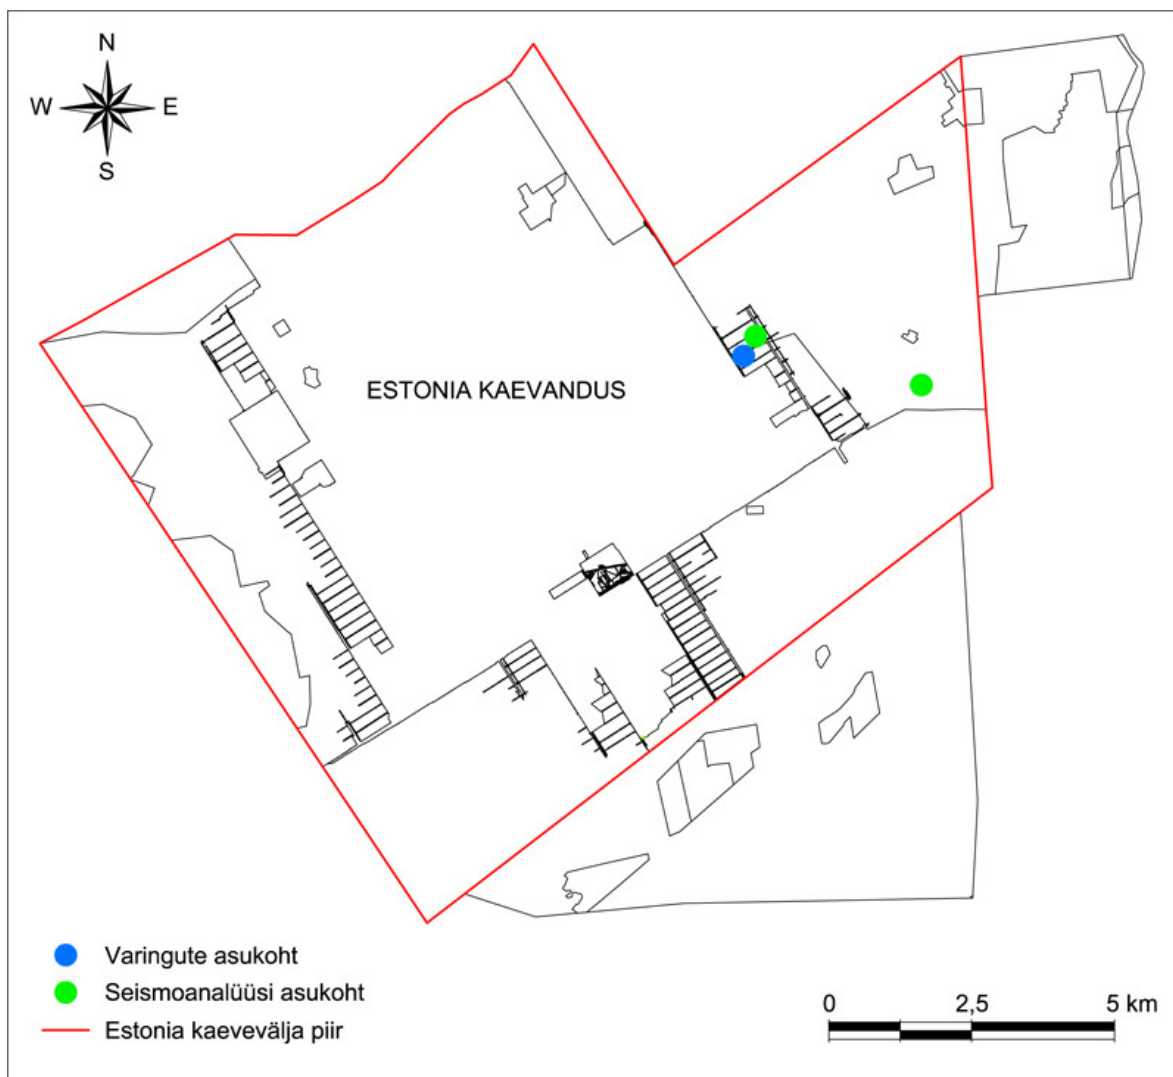 N
W E
S
ESTONIA KAEVANDUS
Varingute asukoht
Seismoanalüüsi asukoht
Estonia kaevevälja piir
0 2,5 5 km